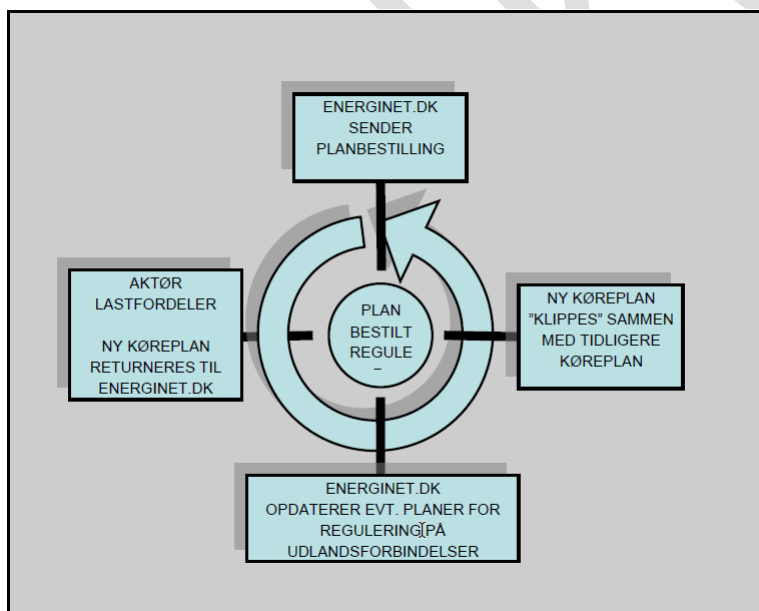 ENERGINET.DK
SENDER
PLANBESTILLING
AKTØR
LASTFORDELER
NY KØREPLAN
RETURNERES TIL
ENERGINET.DK
PLAN
BESTILT
REGULE
–
NY KØREPLAN
”KLIPPES” SAMMEN
MED TIDLIGERE
KØREPLAN
ENERGINET.DK
OPDATERER EVT. PLANER FOR
REGULERING PÅ
UDLANDSFORBINDELSER